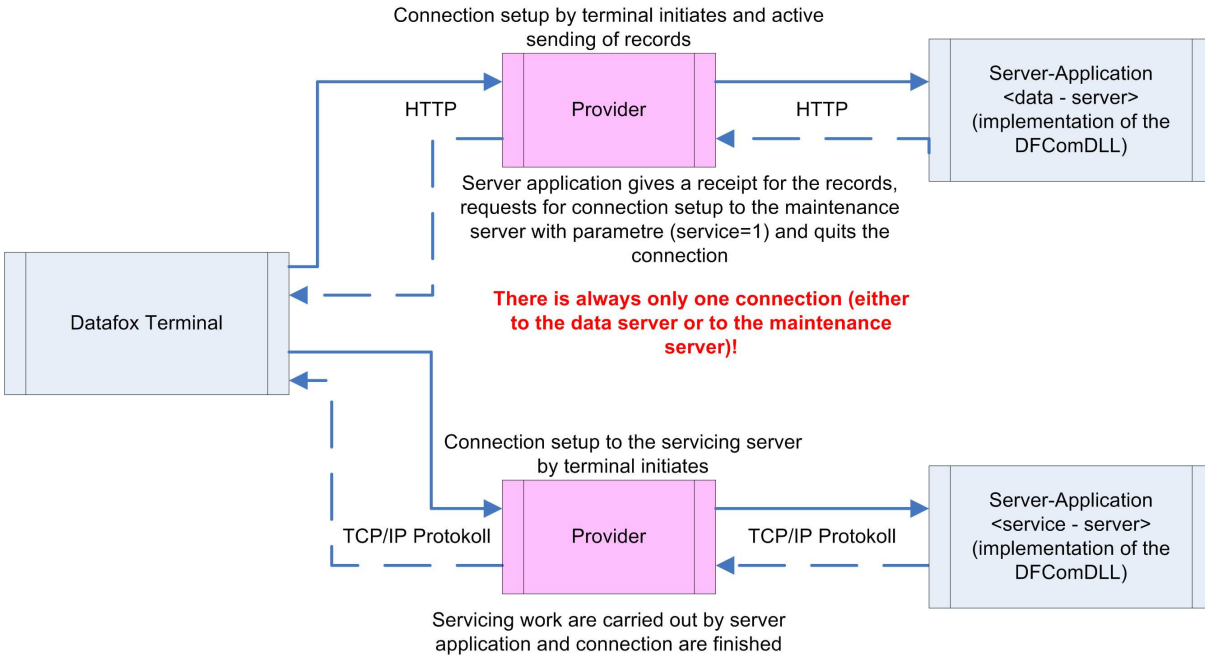 Connection setup by terminal initiates and active
sending of records
HTTP
Provider
HTTP
Server-Application
<data - server>
(implementation of the
DFComDLL)
Server application gives a receipt for the records,
requests for connection setup to the maintenance
server with parametre (service=1) and quits the
connection
There is always only one connection (either
to the data server or to the maintenance
server)!
Datafox Terminal
Connection setup to the servicing server
by terminal initiates
TCP/IP Protokoll
Provider
TCP/IP Protokoll
Server-Application
<service - server>
(implementation of the
DFComDLL)
Servicing work are carried out by server
application and connection are finished